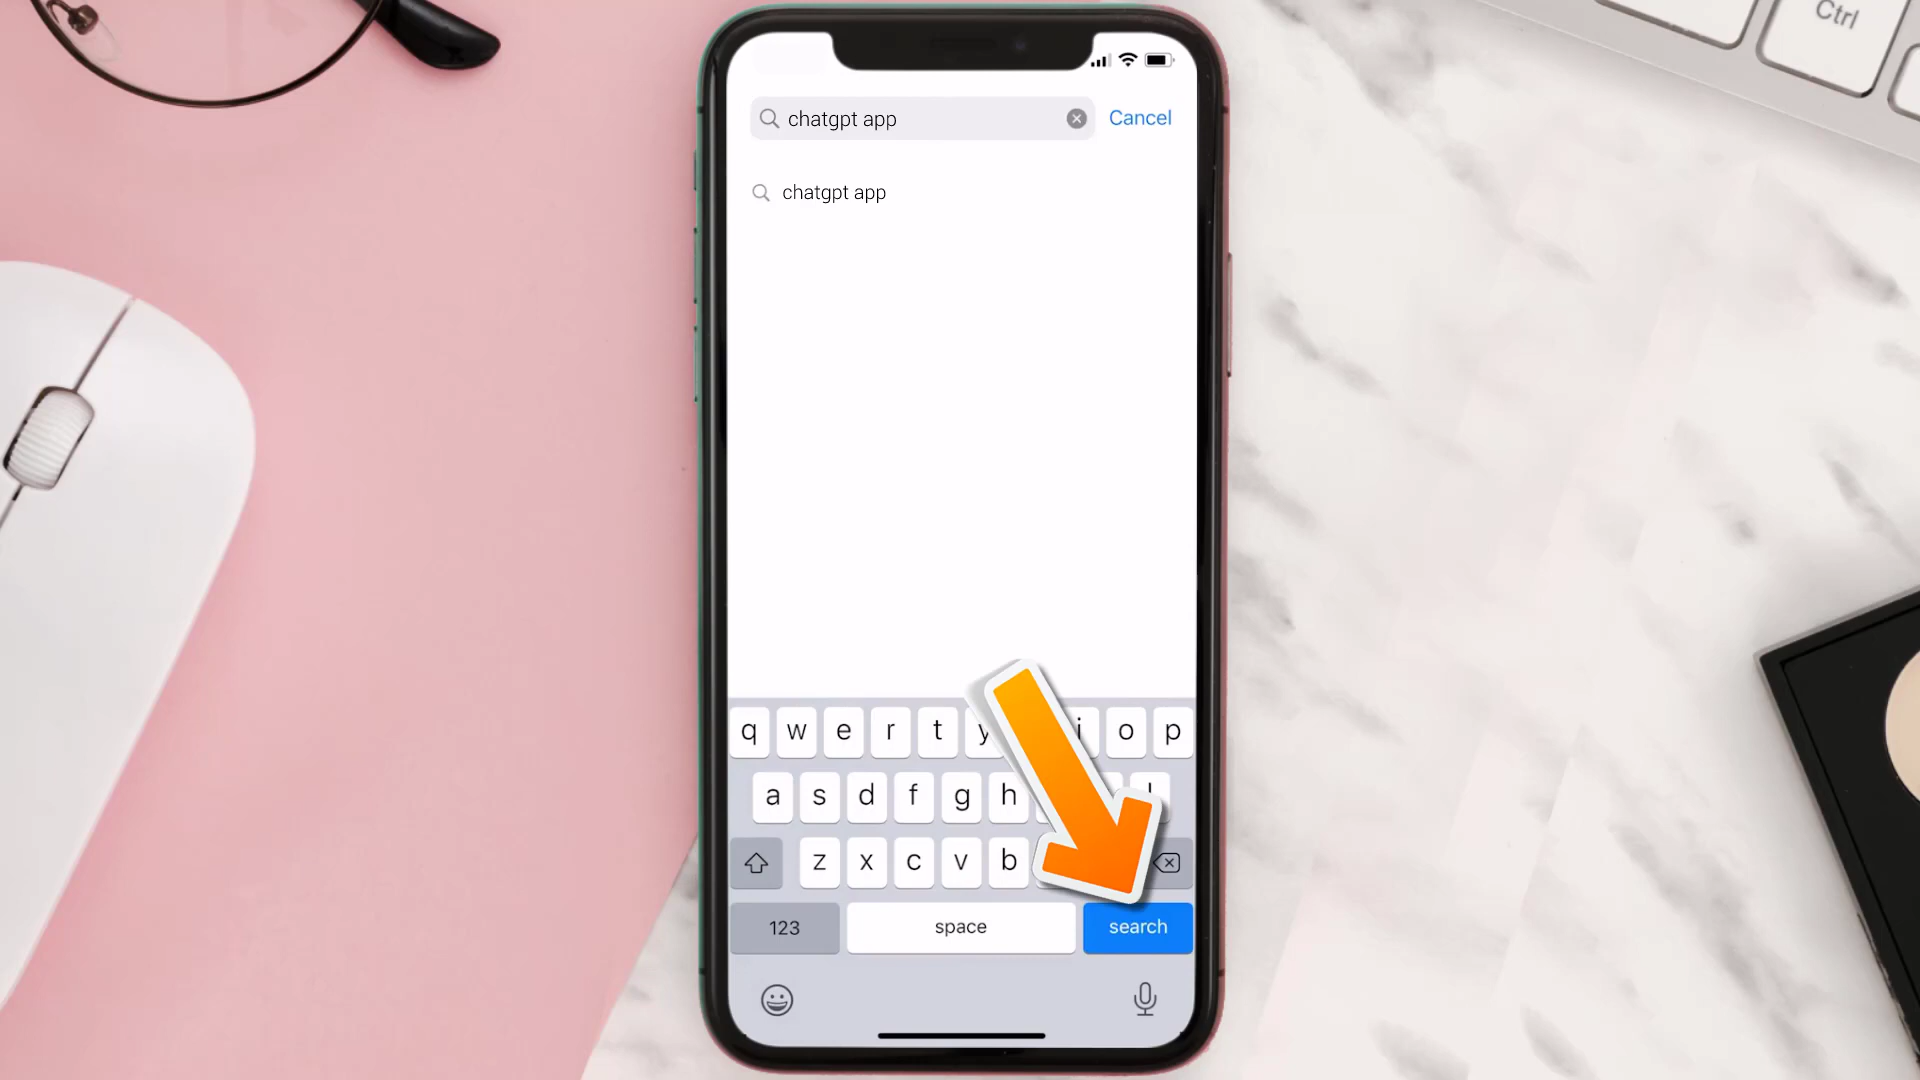 Ctrl
chatgpt app
Cancel
chatgpt app
q w e r t y i o p
a s d f g h
z x c v b
123 space search